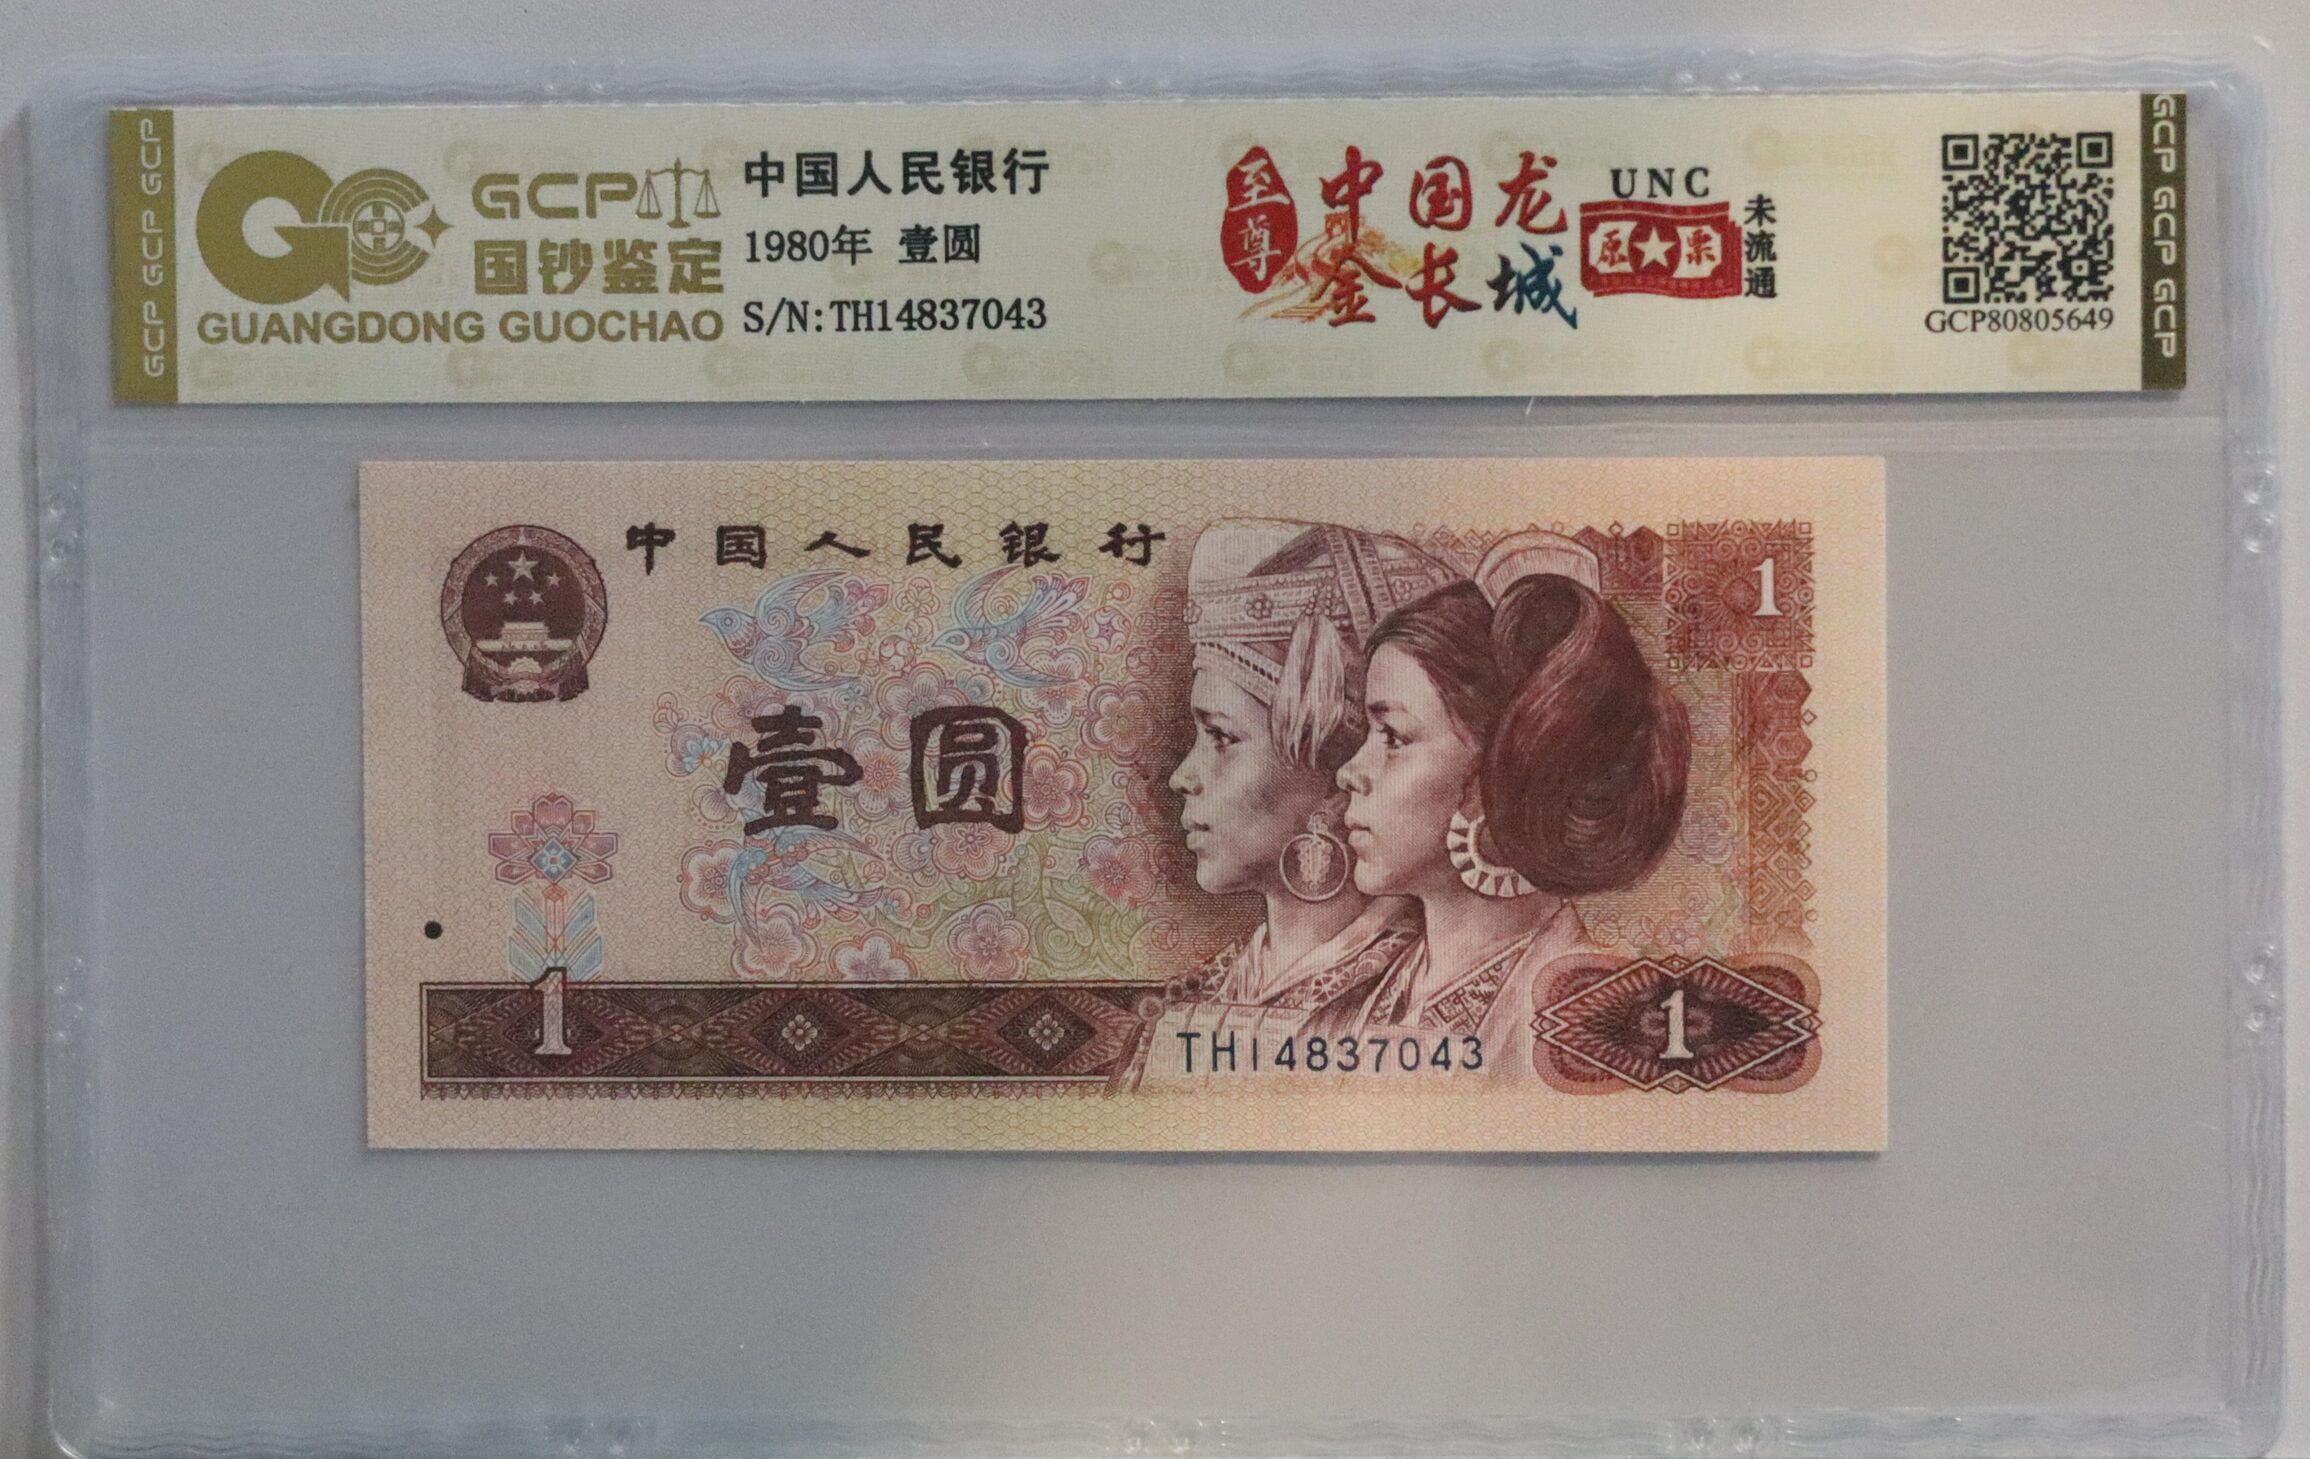 GCP GCP GCP
GCP
国钞鉴定
GUANGDONG GUOCHAO
中国人民银行
1980年 壹圆
S/N:TH14837043
至尊
中国龙
金长城
UNC
原★票
未流通
GCP80805649
GCP GCP GCP
中国人民银行
1
壹圆
1
TH14837043
1